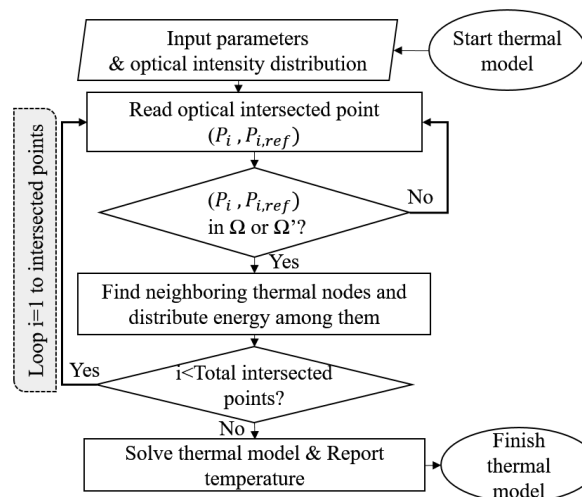 Input parameters
& optical intensity distribution
Start thermal
model
Read optical intersected point
(P_i , P_{i,ref})
No
(P_i , P_{i,ref})
in Ω or Ω’?
Yes
Find neighboring thermal nodes and
distribute energy among them
Loop i=1 to intersected points
Yes
i<Total intersected
points?
No
Solve thermal model & Report
temperature
Finish
thermal
model